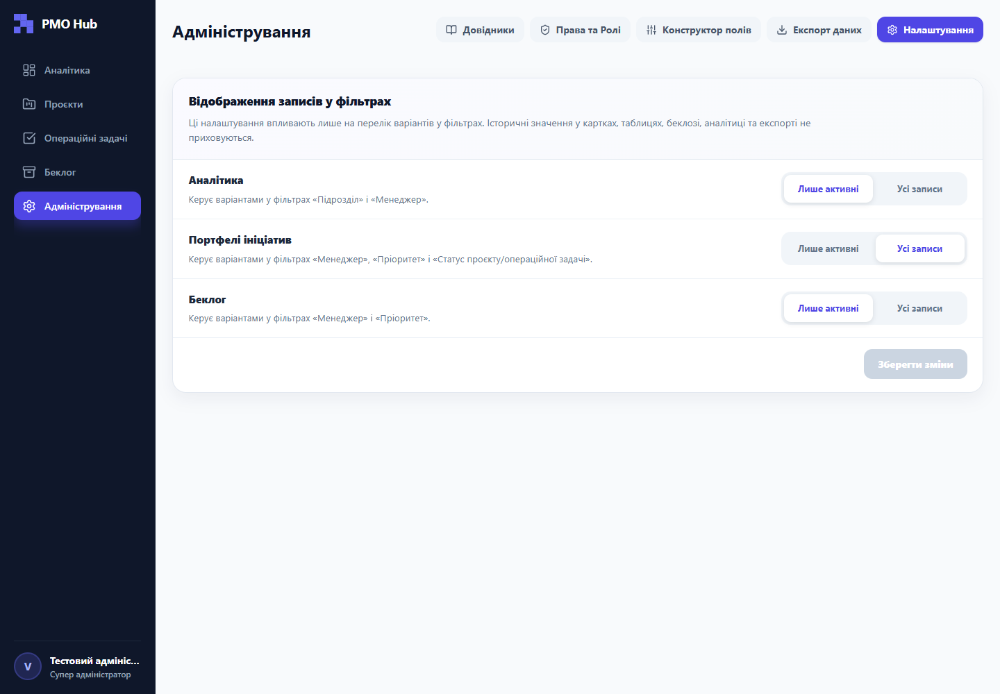 PMO Hub
Аналітика
Проєкти
Операційні задачі
Беклог
Адміністрування
V
Тестовий адмініс...
Супер адміністратор
Адміністрування
Довідники
Права та Ролі
Конструктор полів
Експорт даних
Налаштування
Відображення записів у фільтрах
Ці налаштування впливають лише на перелік варіантів у фільтрах. Історичні значення у картках, таблицях, беклозі, аналітиці та експорті не
приховуються.
Аналітика
Керує варіантами у фільтрах «Підрозділ» і «Менеджер».
Лише активні
Усі записи
Портфелі ініціатив
Керує варіантами у фільтрах «Менеджер», «Пріоритет» і «Статус проєкту/операційної задачі».
Лише активні
Усі записи
Беклог
Керує варіантами у фільтрах «Менеджер» і «Пріоритет».
Лише активні
Усі записи
Зберегти зміни